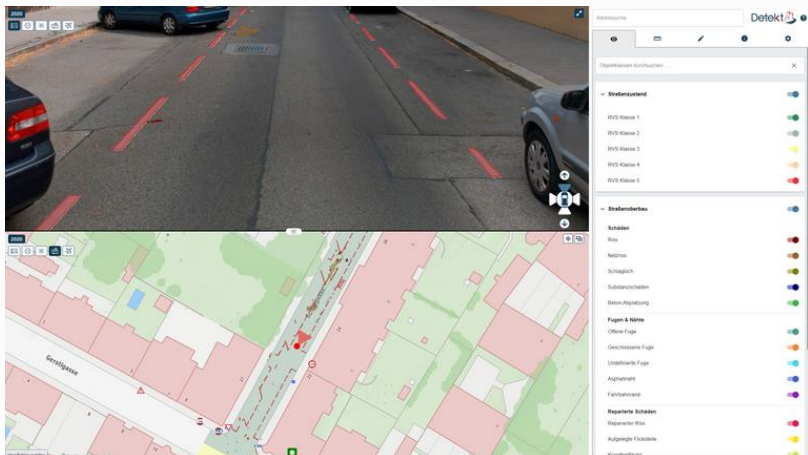 2020
Adresssuche
Detekt
Objektklassen durchsuchen ...
Straßenzustand
RVS Klasse 1
RVS Klasse 2
RVS Klasse 3
RVS Klasse 4
RVS Klasse 5
2020
Gerstlgasse
Straßenoberbau
Schäden
Riss
Netzriss
Schlagloch
Substanzschaden
Beton-Abplatzung
Fugen & Nähte
Offene Fuge
Geschlossene Fuge
Undefinierte Fuge
Asphaltnaht
Fahrbahnrand
Reparierte Schäden
Reparierter Riss
Aufgelegte Flickstelle